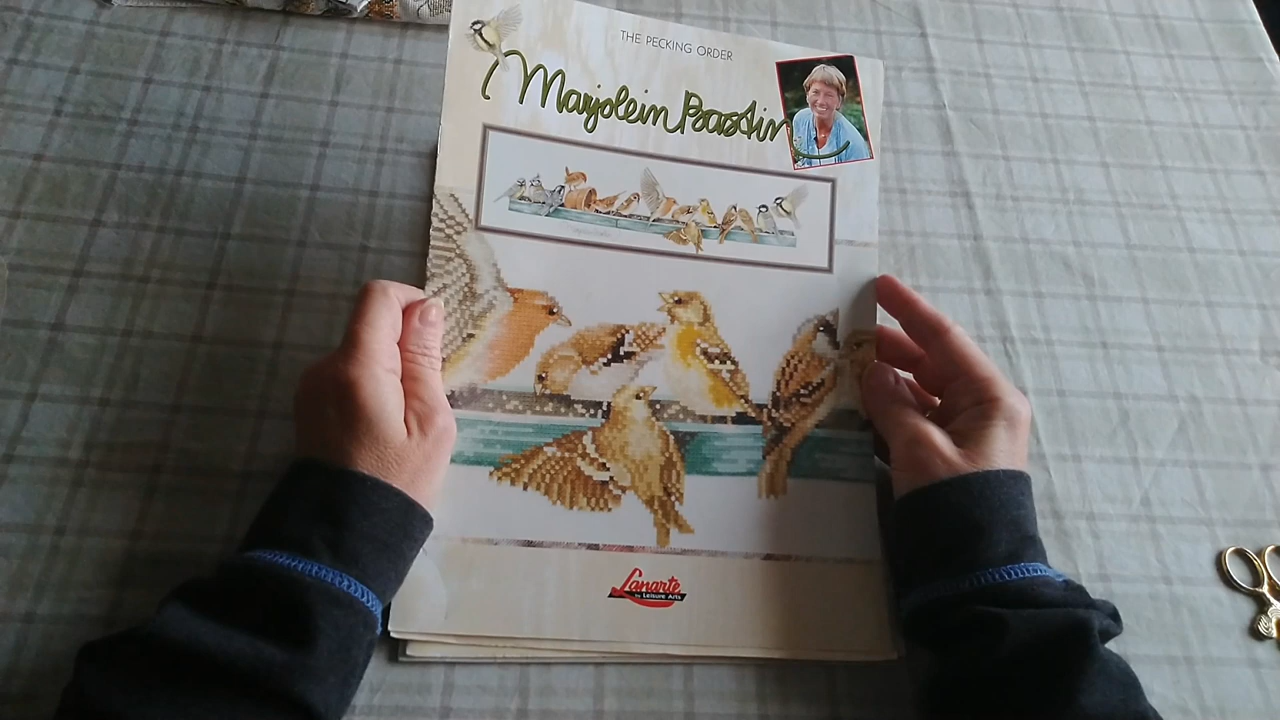 THE PECKING ORDER
Marjolein Bastin
Lanarte
by Leisure Arts